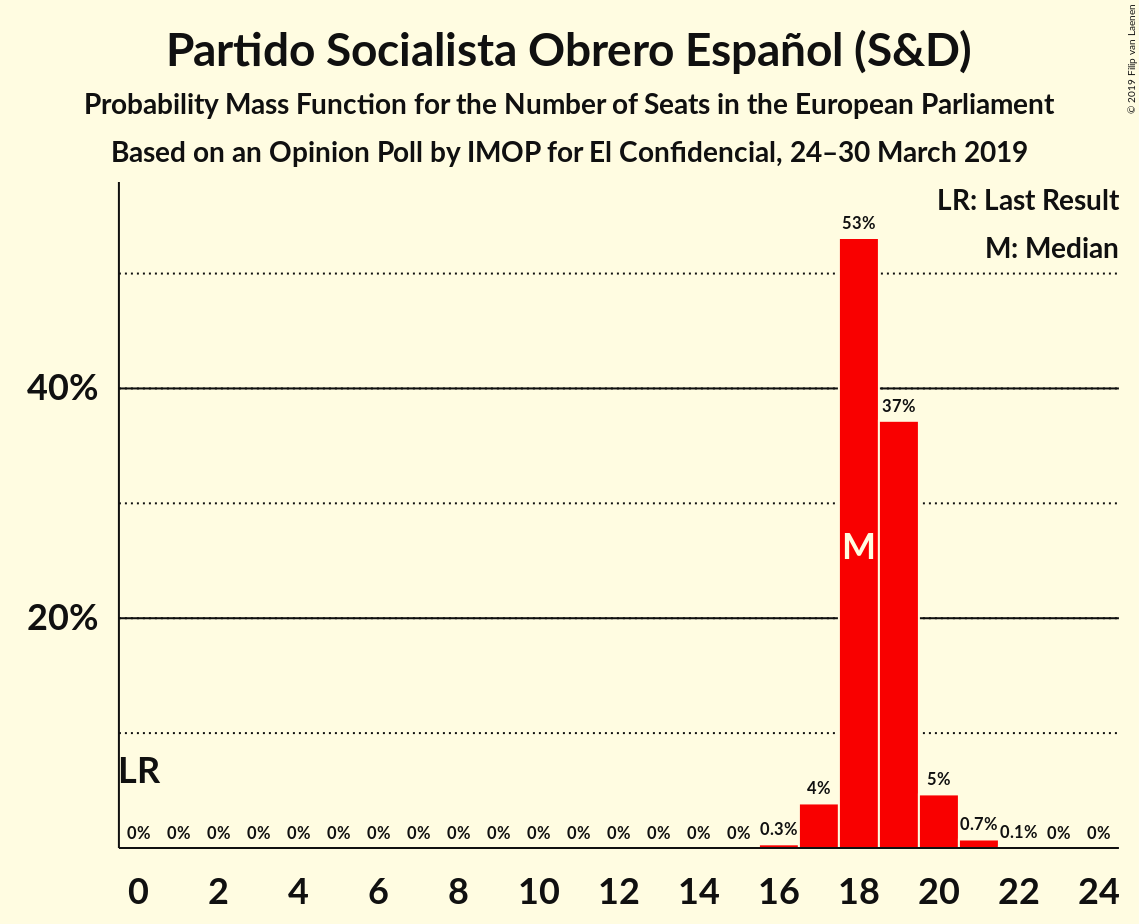 Partido Socialista Obrero Español (S&D)
Probability Mass Function for the Number of Seats in the European Parliament
Based on an Opinion Poll by IMOP for El Confidencial, 24–30 March 2019
© 2019 Filip van Laenen
LR: Last Result
M: Median
53%
40%
37%
M
20%
LR
0% 0% 0% 0% 0% 0% 0% 0% 0% 0% 0% 0% 0% 0% 0% 0% 0.3% 4% 5% 0.7% 0.1% 0% 0%
0 2 4 6 8 10 12 14 16 18 20 22 24